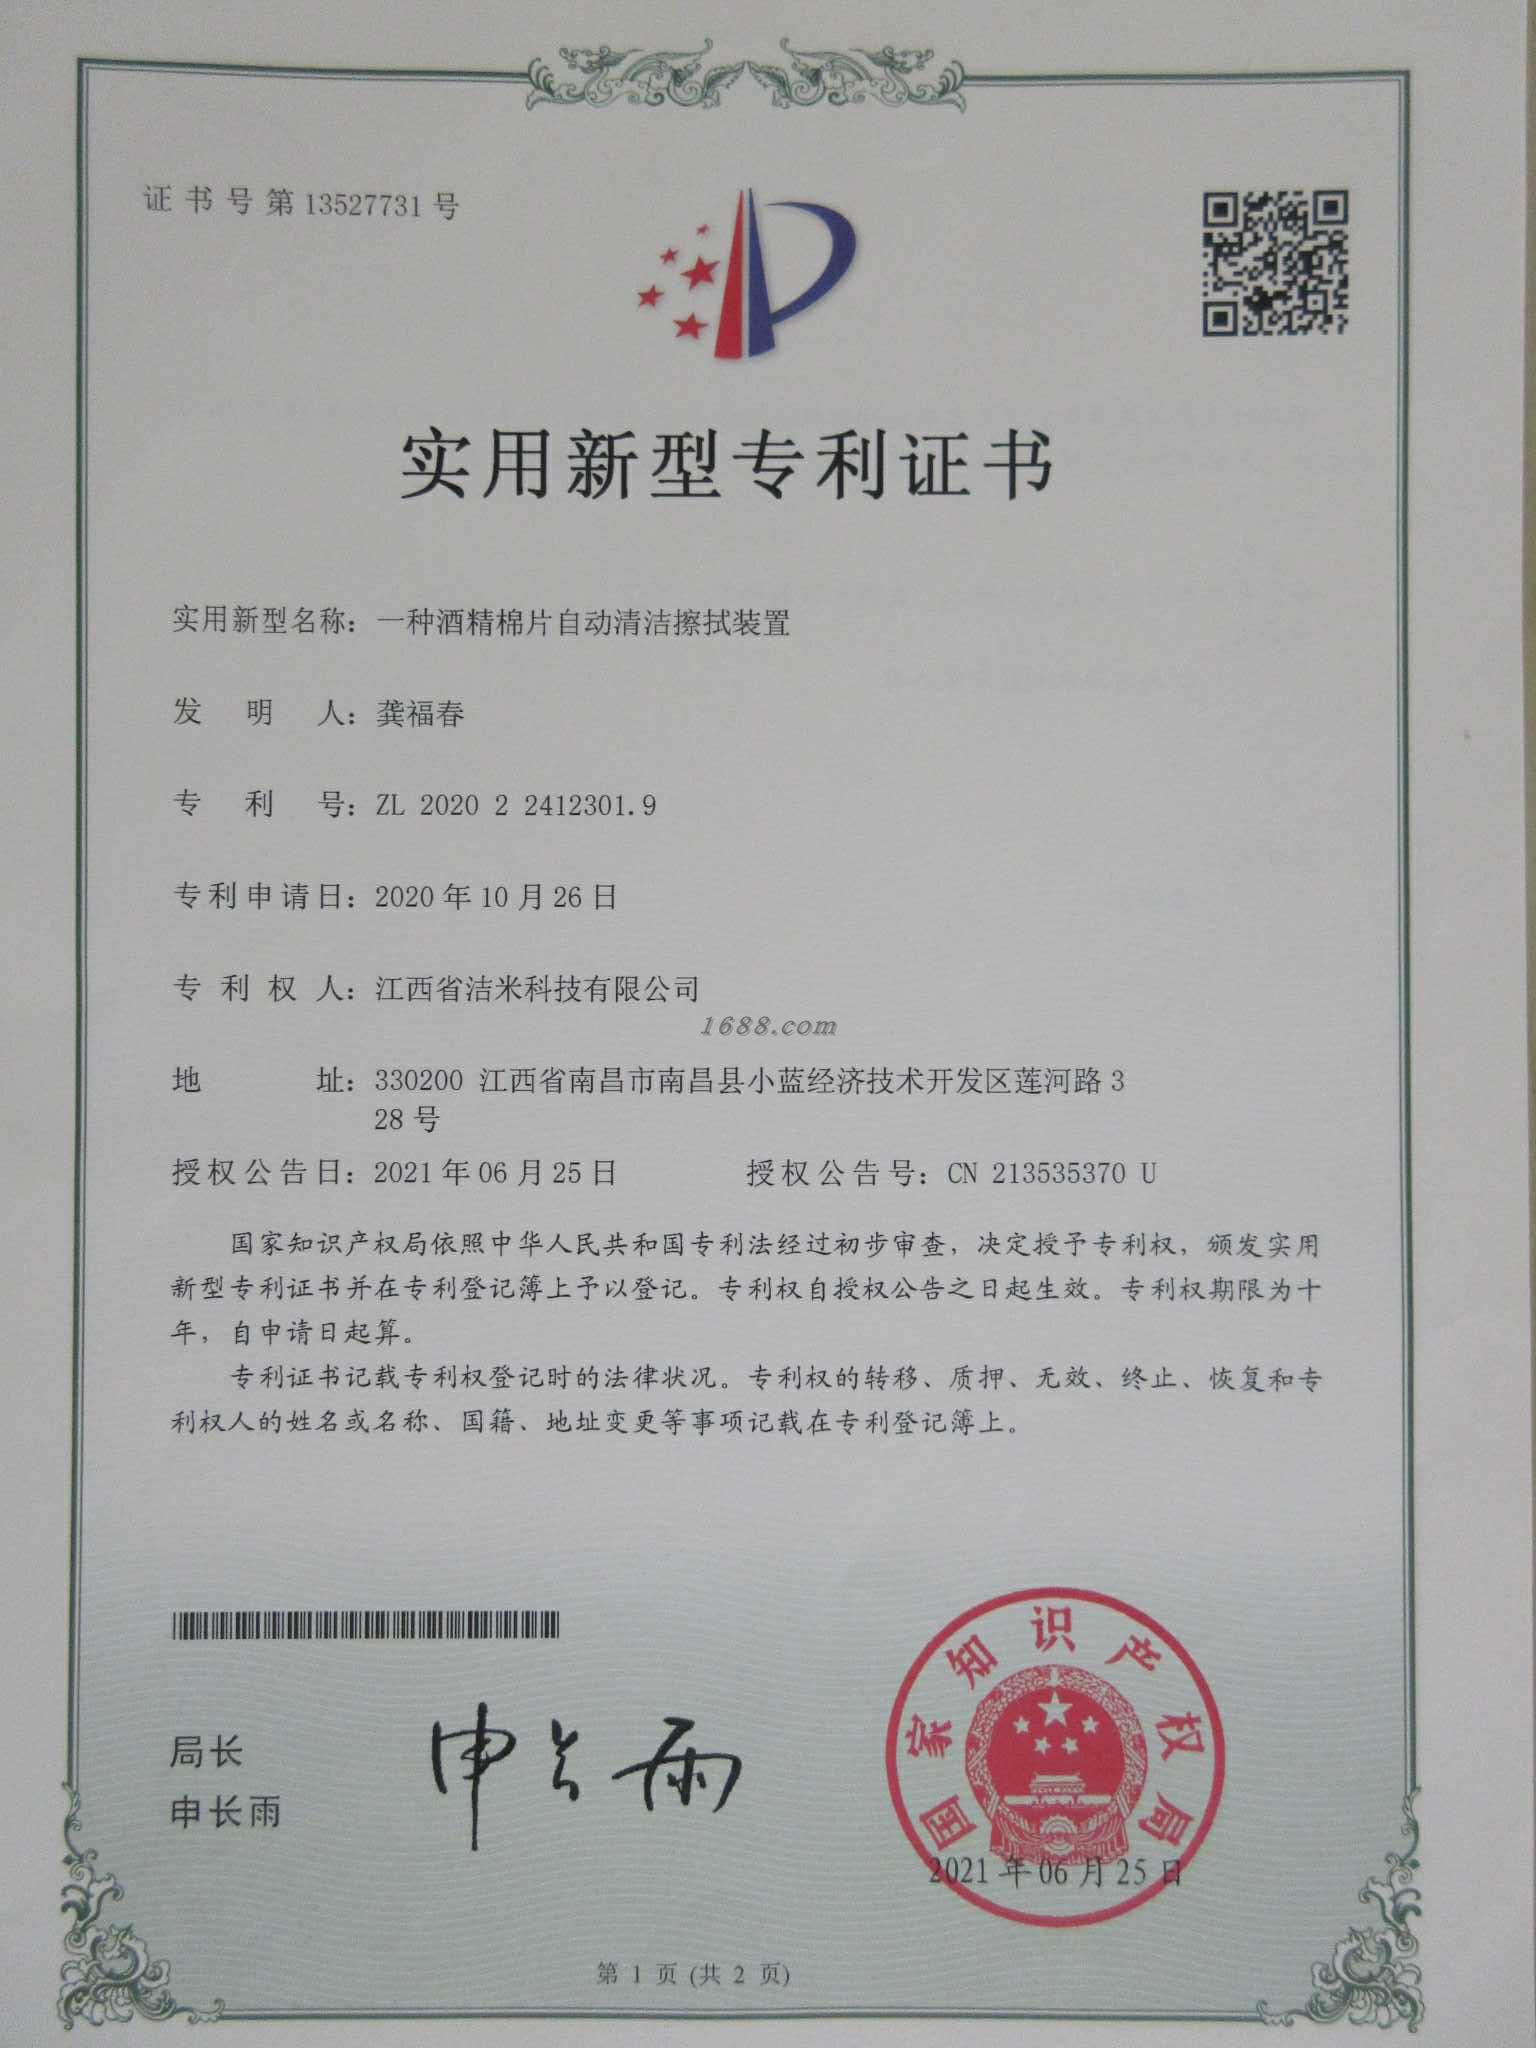 证书号第13527731号
实用新型专利证书
实用新型名称：一种酒精棉片自动清洁擦拭装置
发明人：龚福春
专利号：ZL 2020 2 2412301.9
专利申请日：2020年10月26日
专利权人：江西省洁米科技有限公司
1688.com
地址：330200 江西省南昌市南昌县小蓝经济技术开发区莲河路3
28号
授权公告日：2021年06月25日 授权公告号：CN 213535370 U
国家知识产权局依照中华人民共和国专利法经过初步审查，决定授予专利权，颁发实用
新型专利证书并在专利登记簿上予以登记。专利权自授权公告之日起生效。专利权期限为十
年，自申请日起算。
专利证书记载专利权登记时的法律状况。专利权的转移、质押、无效、终止、恢复和专
利权人的姓名或名称、国籍、地址变更等事项记载在专利登记簿上。
局长
申长雨
申长雨
国家知识产权局
2021年06月25日
第 1 页 (共 2 页)